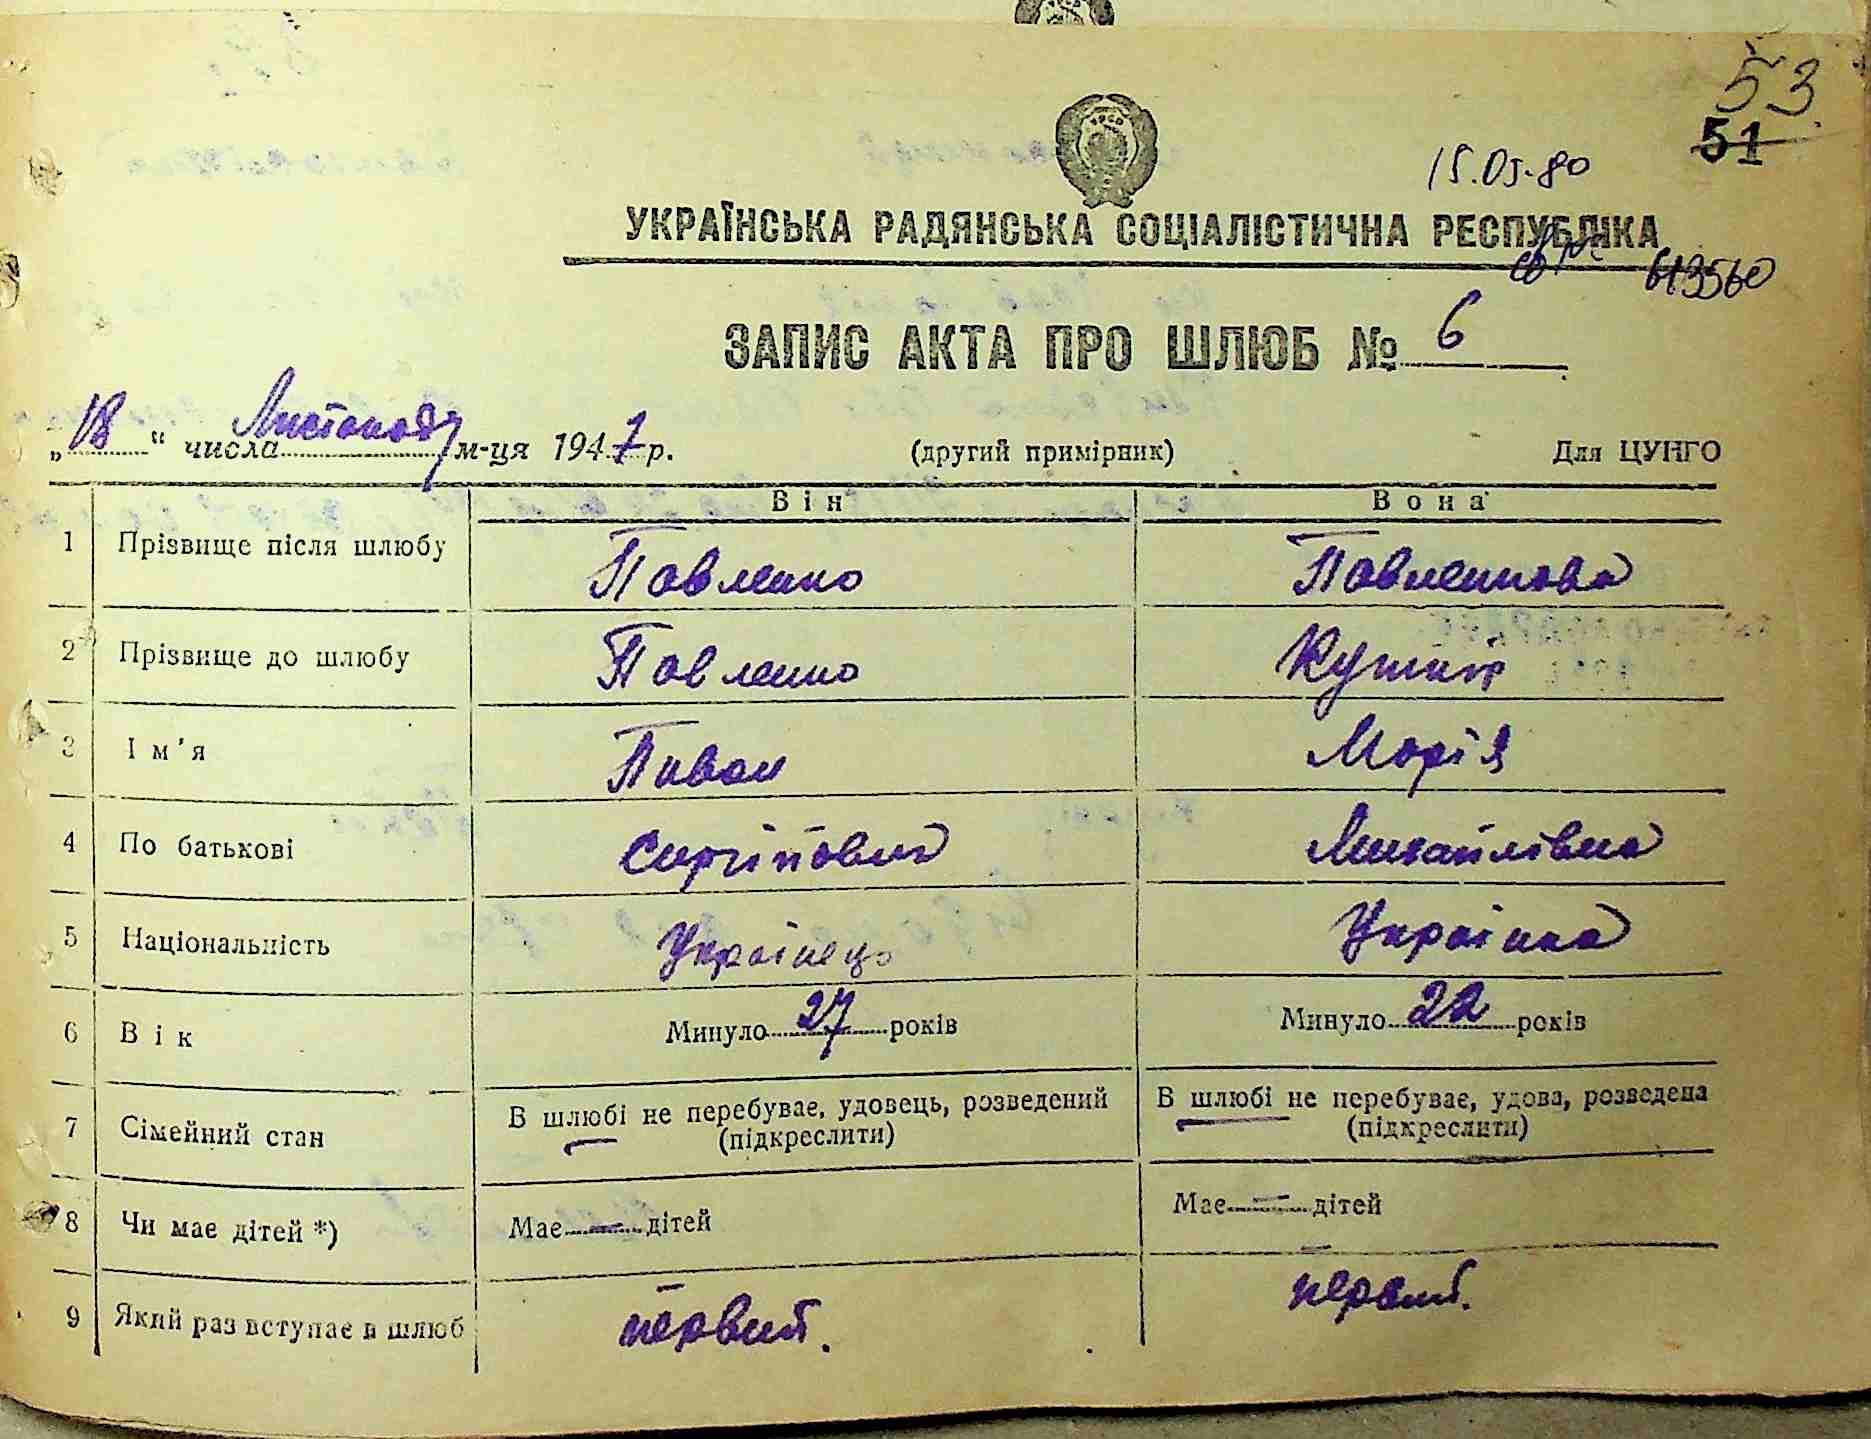 53
51
15.05.80
УКРАЇНСЬКА РАДЯНСЬКА СОЦІАЛІСТИЧНА РЕСПУБЛІКА
613560
ЗАПИС АКТА ПРО ШЛЮБ № 6
„18“ числа Листопаду м-ця 1947 р. (другий примірник) Для ЦУНГО
Він Вона
1 Прізвище після шлюбу Павленко Павленкова
2 Прізвище до шлюбу Павленко Кушнір
3 Ім'я Павел Марія
4 По батькові Сергійович Михайлівна
5 Національність Українець Українка
6 Вік Минуло 27 років Минуло 22 років
7 Сімейний стан В шлюбі не перебуває, удовець, розведений (підкреслити) В шлюбі не перебуває, удова, розведена (підкреслити)
8 Чи має дітей *) Має — дітей Має — дітей
9 Який раз вступає в шлюб первий. первий.